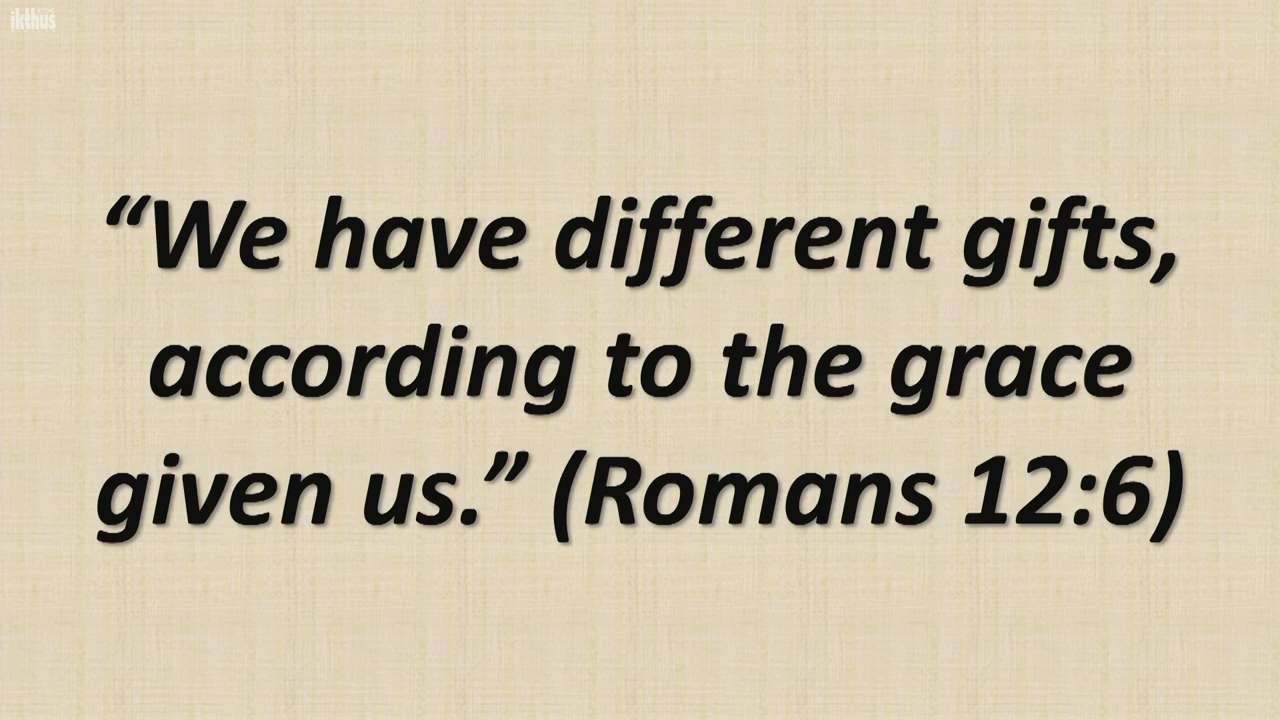 ikthus
“We have different gifts,
according to the grace
given us.” (Romans 12:6)